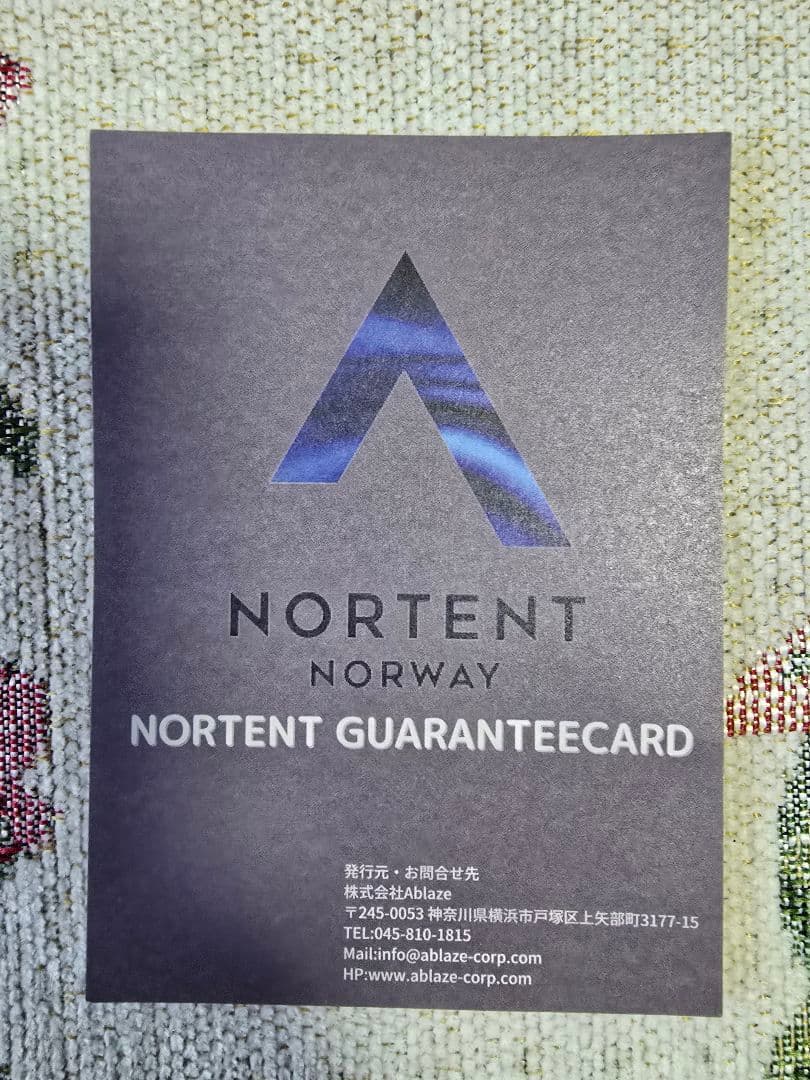 NORTENT
NORWAY
NORTENT GUARANTEECARD
発行元・お問合せ先
株式会社Ablaze
〒245-0053 神奈川県横浜市戸塚区上矢部町3177-15
TEL:045-810-1815
Mail:info@ablaze-corp.com
HP:www.ablaze-corp.com